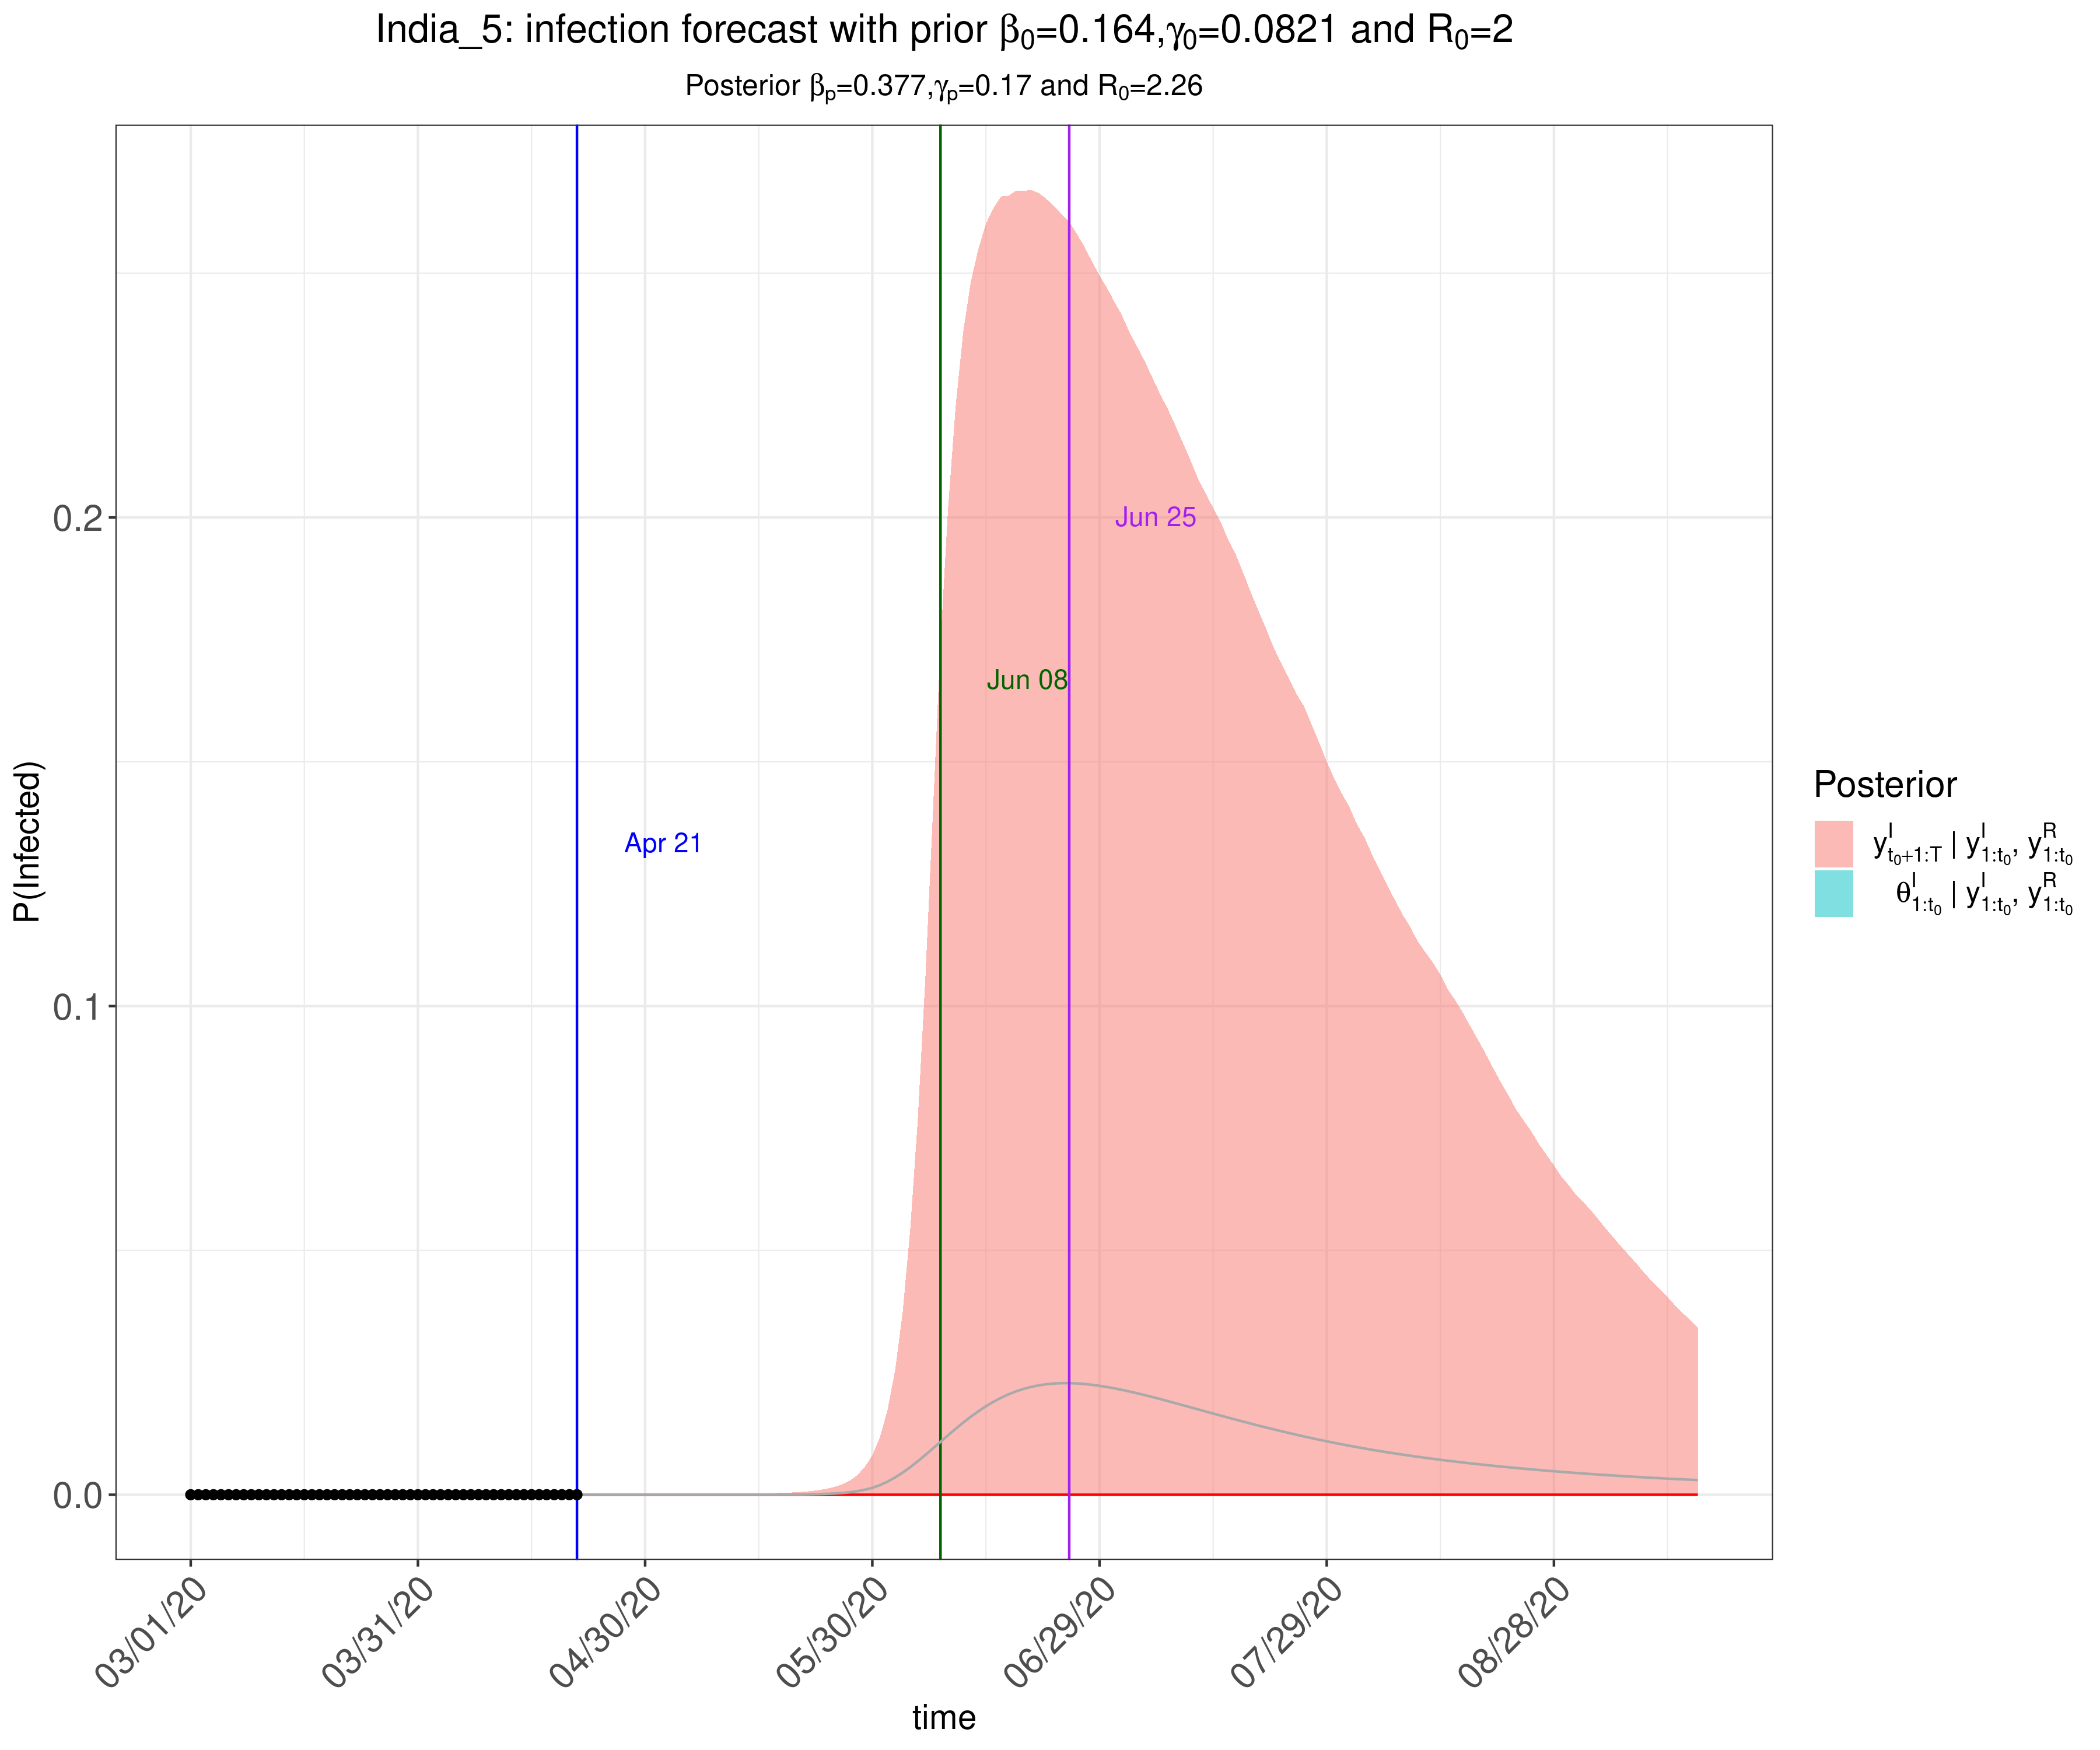 India_5: infection forecast with prior β₀=0.164,γ₀=0.0821 and R₀=2
Posterior βₚ=0.377,γₚ=0.17 and R₀=2.26
P(Infected)
0.2
0.1
0.0
Jun 25
Jun 08
Apr 21
03/01/20
03/31/20
04/30/20
05/30/20
06/29/20
07/29/20
08/28/20
time
Posterior
y^I_{t₀+1:T} | y^I_{1:t₀}, y^R_{1:t₀}
θ^I_{1:t₀} | y^I_{1:t₀}, y^R_{1:t₀}